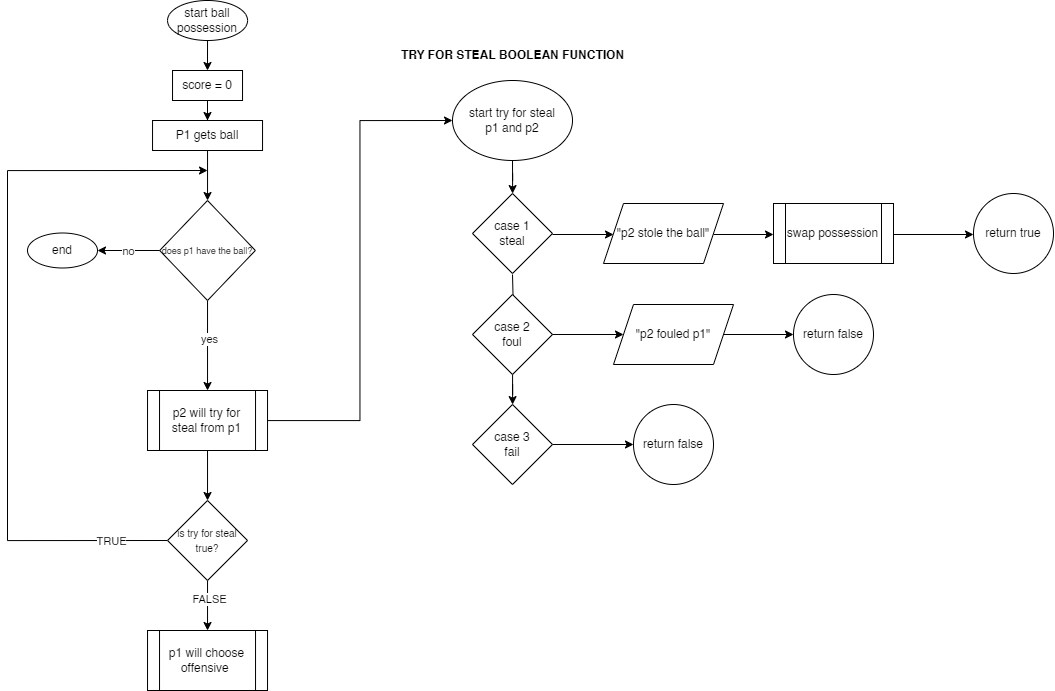 start ball
possession
score = 0
P1 gets ball
does p1 have the ball?
no
end
yes
p2 will try for
steal from p1
is try for steal
true?
TRUE
FALSE
p1 will choose
offensive
TRY FOR STEAL BOOLEAN FUNCTION
start try for steal
p1 and p2
case 1
steal
"p2 stole the ball"
swap possession
return true
case 2
foul
"p2 fouled p1"
return false
case 3
fail
return false